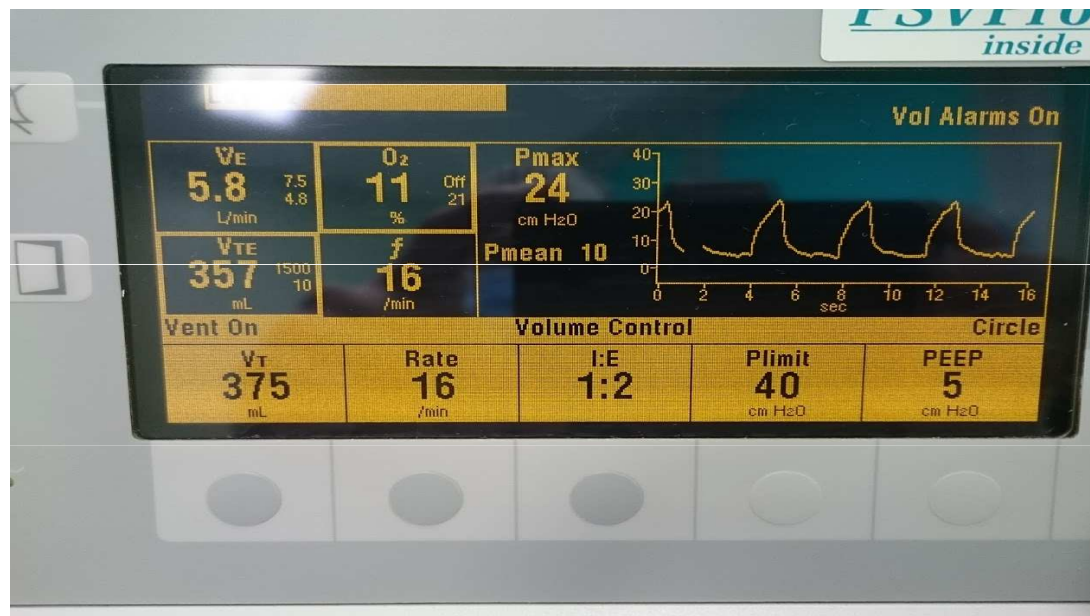 PSVPro
inside
Vol Alarms On
V̇E
5.8 7.5 4.8
L/min
O2
11 Off 21
%
Pmax
24
cm H2O
Pmean 10
VTE
357 1500 10
mL
f
16
/min
40
30
20
10
0
0 2 4 6 8 10 12 14 16
sec
Vent On Volume Control Circle
VT
375
mL
Rate
16
/min
I:E
1:2
Plimit
40
cm H2O
PEEP
5
cm H2O